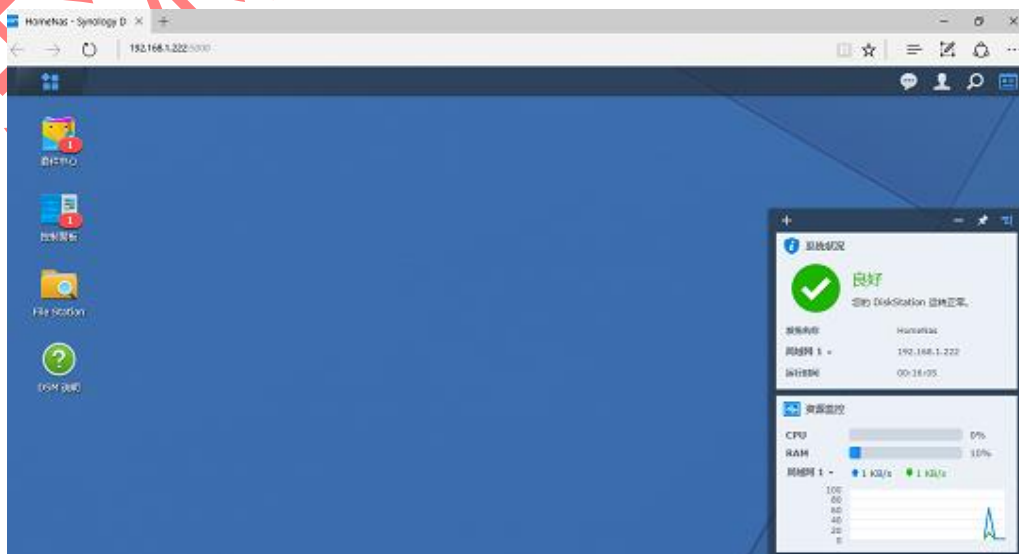 HomeNas - Synology D
192.168.1.222:5000
1
套件中心
1
控制面板
File Station
DSM 说明
系统状况
良好
您的 DiskStation 运转正常。
服务器名称
HomeNas
局域网 1
192.168.1.222
运行时间
00:16:05
资源监控
CPU
0%
RAM
10%
局域网 1
1 KB/s
1 KB/s
100
80
60
40
20
0